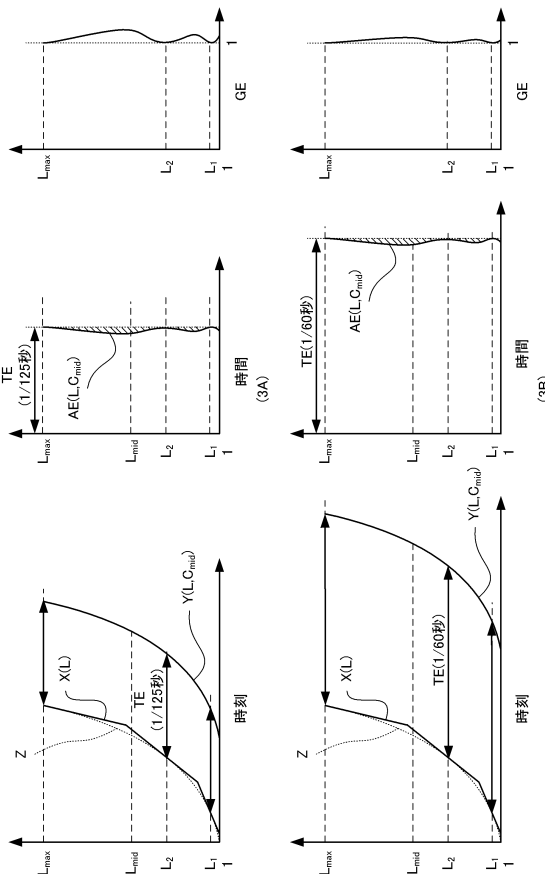 Lmax
Lmid
L2
L1
1
Z
X(L)
TE
(1/125秒)
Y(L,Cmid)
時刻
Lmax
Lmid
L2
L1
1
TE
(1/125秒)
AE(L,Cmid)
時間
(3A)
Lmax
L2
L1
1
1
GE
Lmax
Lmid
L2
L1
1
Z
X(L)
TE(1/60秒)
Y(L,Cmid)
時刻
Lmax
Lmid
L2
L1
1
TE(1/60秒)
AE(L,Cmid)
時間
(3B)
Lmax
L2
L1
1
1
GE